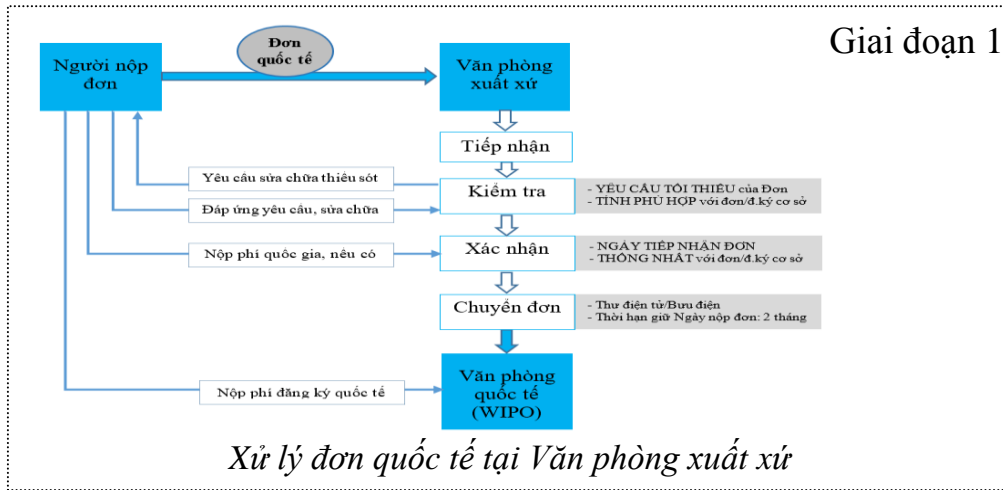 Giai đoạn 1
Đơn
quốc tế
Người nộp
đơn
Văn phòng
xuất xứ
Tiếp nhận
Yêu cầu sửa chữa thiếu sót
Kiểm tra
- YÊU CẦU TỐI THIỂU của Đơn
- TÍNH PHÙ HỢP với đơn/đ.ký cơ sở
Đáp ứng yêu cầu, sửa chữa
Nộp phí quốc gia, nếu có
Xác nhận
- NGÀY TIẾP NHẬN ĐƠN
- THỐNG NHẤT với đơn/đ.ký cơ sở
Chuyển đơn
- Thư điện tử/Bưu điện
- Thời hạn giữ Ngày nộp đơn: 2 tháng
Nộp phí đăng ký quốc tế
Văn phòng
quốc tế
(WIPO)
Xử lý đơn quốc tế tại Văn phòng xuất xứ